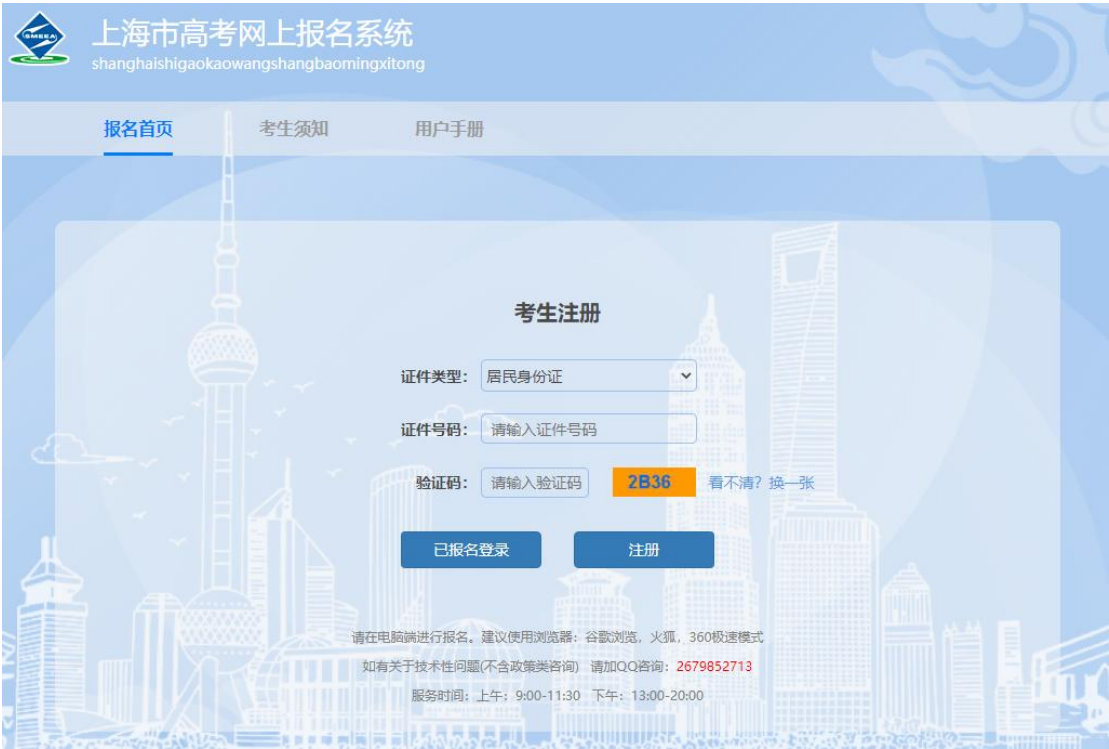 SMEEA
上海市高考网上报名系统
shanghaishigaokaowangshangbaomingxitong
报名首页 考生须知 用户手册
考生注册
证件类型： 居民身份证
证件号码： 请输入证件号码
验证码： 请输入验证码 2B36 看不清？换一张
已报名登录 注册
请在电脑端进行报名。建议使用浏览器：谷歌浏览，火狐，360极速模式
如有关于技术性问题(不含政策类咨询) 请加QQ咨询：2679852713
服务时间：上午：9:00-11:30 下午：13:00-20:00